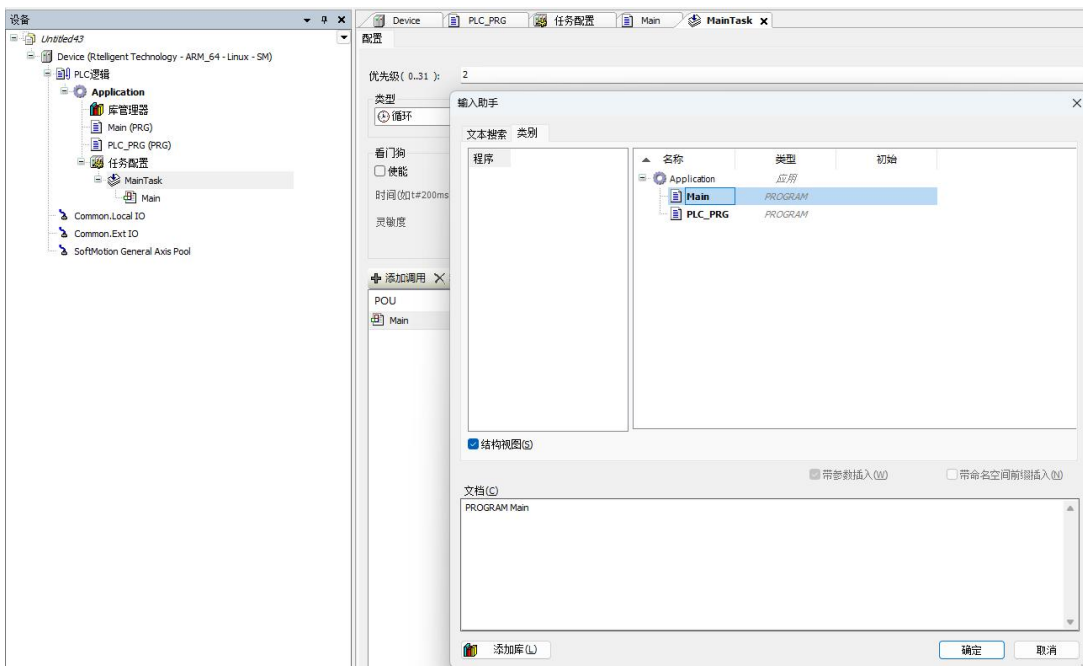 设备
Untitled43
Device (Rtelligent Technology - ARM_64 - Linux - SM)
PLC逻辑
Application
库管理器
Main (PRG)
PLC_PRG (PRG)
任务配置
MainTask
Main
Common.Local IO
Common.Ext IO
SoftMotion General Axis Pool
Device PLC_PRG 任务配置 Main MainTask
配置
优先级( 0..31 ): 2
类型
循环
看门狗
使能
时间(如t#200ms
灵敏度
添加调用
POU
Main
输入助手
文本搜索 类别
程序
名称 类型 初始
Application 应用
Main PROGRAM
PLC_PRG PROGRAM
结构视图(S)
带参数插入(W) 带命名空间前缀插入(N)
文档(C)
PROGRAM Main
添加库(L) 确定 取消